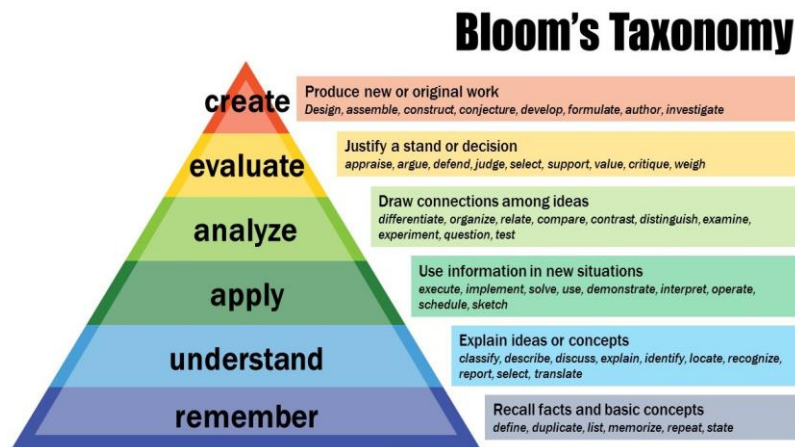 Bloom's Taxonomy
create
Produce new or original work
Design, assemble, construct, conjecture, develop, formulate, author, investigate
evaluate
Justify a stand or decision
appraise, argue, defend, judge, select, support, value, critique, weigh
analyze
Draw connections among ideas
differentiate, organize, relate, compare, contrast, distinguish, examine,
experiment, question, test
apply
Use information in new situations
execute, implement, solve, use, demonstrate, interpret, operate,
schedule, sketch
understand
Explain ideas or concepts
classify, describe, discuss, explain, identify, locate, recognize,
report, select, translate
remember
Recall facts and basic concepts
define, duplicate, list, memorize, repeat, state